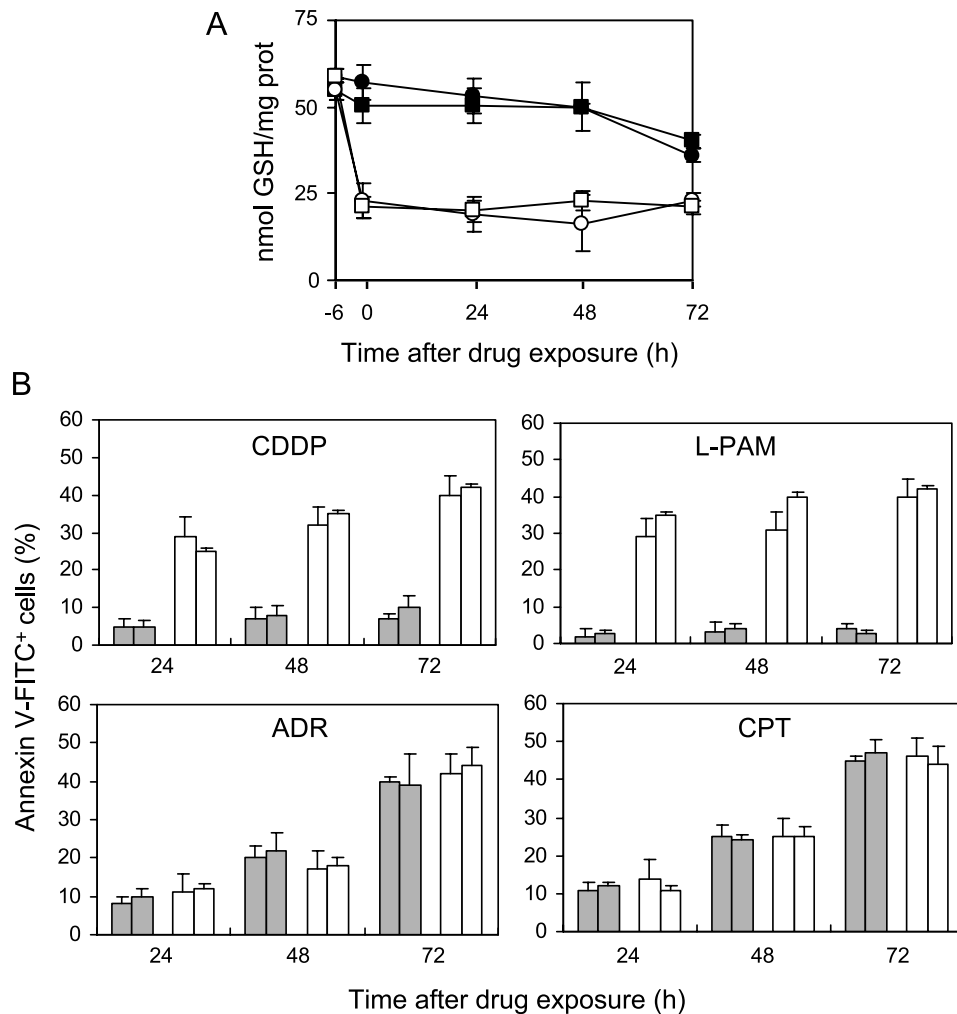 A
nmol GSH/mg prot
75
50
25
0
-6 0 24 48 72
Time after drug exposure (h)
B
Annexin V-FITC+ cells (%)
CDDP
60
50
40
30
20
10
0
24 48 72
L-PAM
60
50
40
30
20
10
0
24 48 72
ADR
60
50
40
30
20
10
0
24 48 72
CPT
60
50
40
30
20
10
0
24 48 72
Time after drug exposure (h)